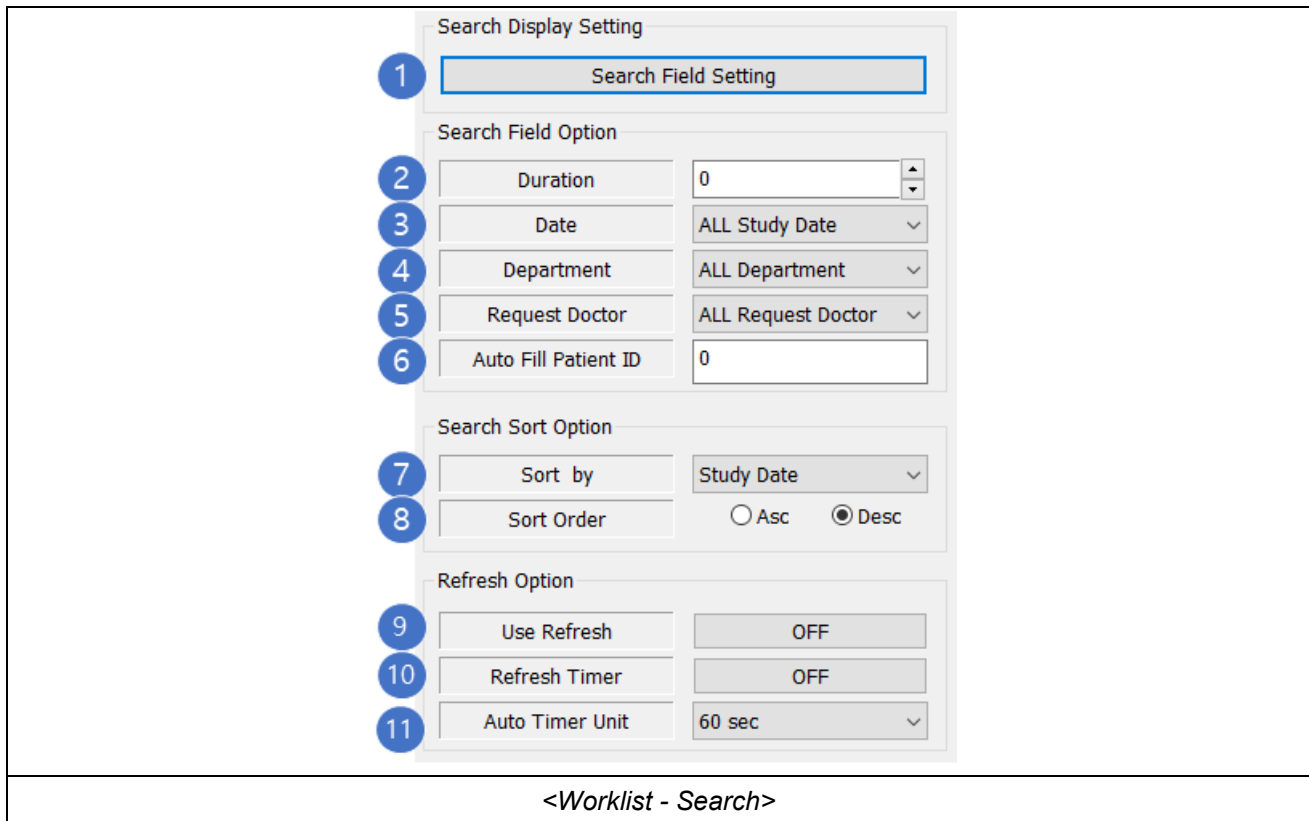 Search Display Setting
1 Search Field Setting
Search Field Option
2 Duration 0
3 Date ALL Study Date
4 Department ALL Department
5 Request Doctor ALL Request Doctor
6 Auto Fill Patient ID 0
Search Sort Option
7 Sort by Study Date
8 Sort Order Asc Desc
Refresh Option
9 Use Refresh OFF
10 Refresh Timer OFF
11 Auto Timer Unit 60 sec
<Worklist - Search>